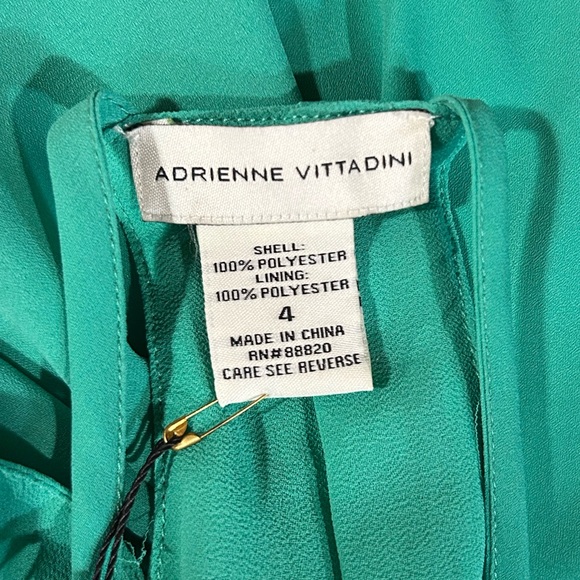 ADRIENNE VITTADINI
SHELL:
100% POLYESTER
LINING:
100% POLYESTER
4
MADE IN CHINA
RN#88820
CARE SEE REVERSE